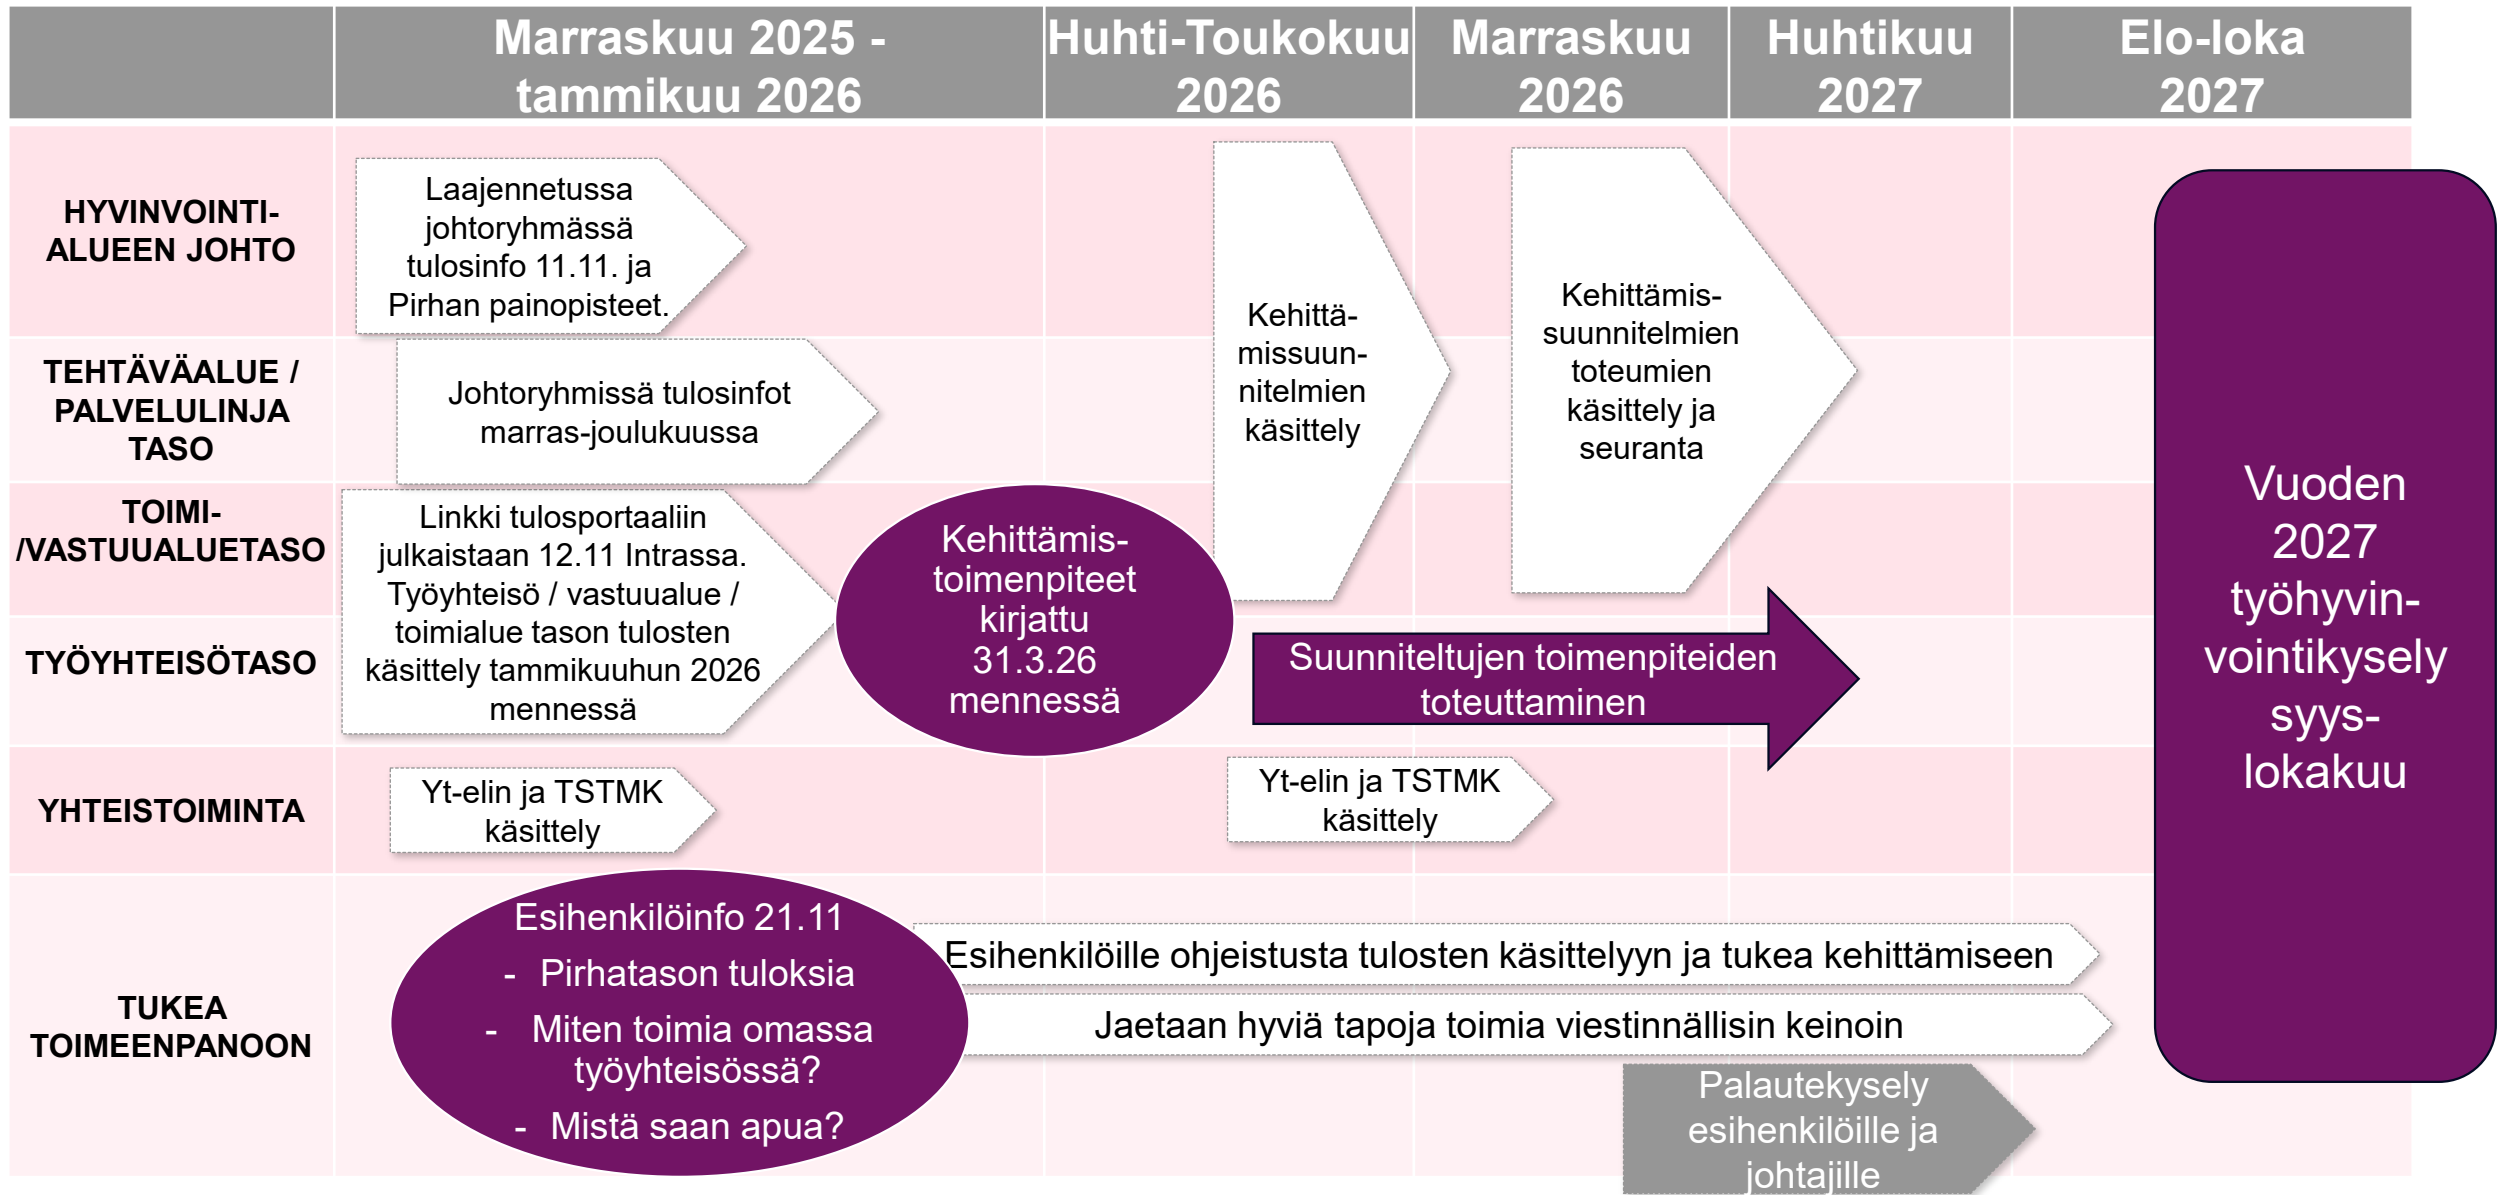 Marraskuu 2025 -
tammikuu 2026
Huhti-Toukokuu
2026
Marraskuu
2026
Huhtikuu
2027
Elo-loka
2027
HYVINVOINTI-
ALUEEN JOHTO
Laajennetussa
johtoryhmässä
tulosinfo 11.11. ja
Pirhan painopisteet.
Kehittä-
missuun-
nitelmien
käsittely
Kehittämis-
suunnitelmien
toteumien
käsittely ja
seuranta
Vuoden
2027
työhyvin-
vointikysely
syys-
lokakuu
TEHTÄVÄALUE /
PALVELULINJA
TASO
Johtoryhmissä tulosinfot
marras-joulukuussa
TOIMI-
/VASTUUALUETASO
Linkki tulosportaaliin
julkaistaan 12.11 Intrassa.
Työyhteisö / vastuualue /
toimialue tason tulosten
käsittely tammikuuhun 2026
mennessä
Kehittämis-
toimenpiteet
kirjattu
31.3.26
mennessä
TYÖYHTEISÖTASO
Suunniteltujen toimenpiteiden
toteuttaminen
YHTEISTOIMINTA
Yt-elin ja TSTMK
käsittely
Yt-elin ja TSTMK
käsittely
TUKEA
TOIMEENPANOON
Esihenkilöinfo 21.11
- Pirhatason tuloksia
- Miten toimia omassa
työyhteisössä?
- Mistä saan apua?
Esihenkilöille ohjeistusta tulosten käsittelyyn ja tukea kehittämiseen
Jaetaan hyviä tapoja toimia viestinnällisin keinoin
Palautekysely
esihenkilöille ja
johtajille